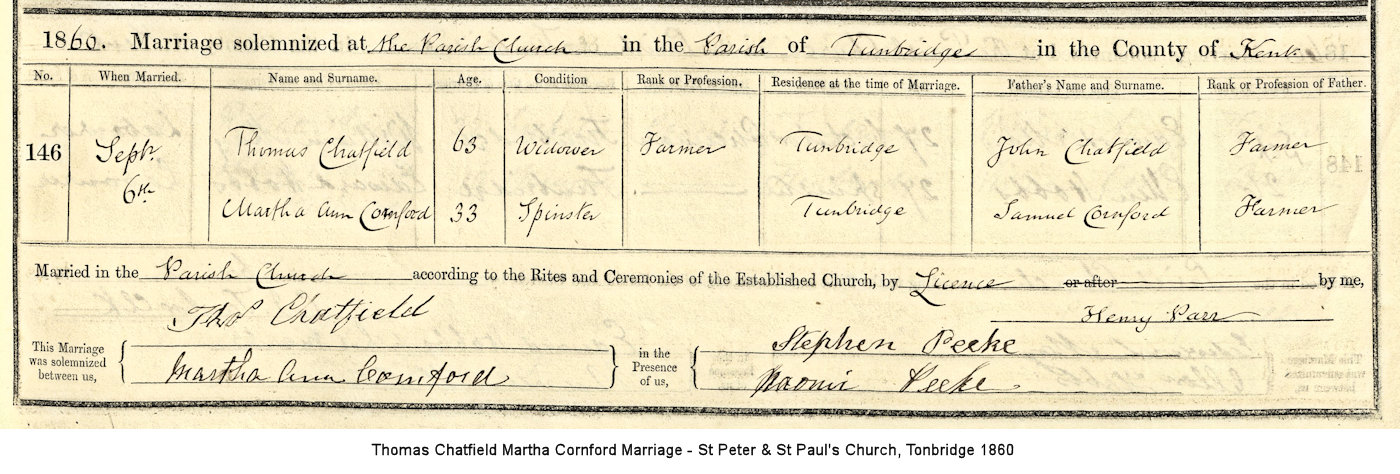 1860. Marriage solemnized at the Parish Church in the Parish of Tunbridge in the County of Kent
No. When Married. Name and Surname. Age. Condition Rank or Profession. Residence at the time of Marriage. Father's Name and Surname. Rank or Profession of Father.
146 Septr. Thomas Chatfield 63 Widower Farmer Tunbridge John Chatfield Farmer
6th
Martha Ann Cornford 33 Spinster Tunbridge Samuel Cornford Farmer
Married in the Parish Church according to the Rites and Ceremonies of the Established Church, by Licence or after by me,
Thos Chatfield Henry Parr
This Marriage was solemnized between us, Martha Ann Cornford in the Presence of us, Stephen Peeke
Naomi Peeke
Thomas Chatfield Martha Cornford Marriage - St Peter & St Paul's Church, Tonbridge 1860